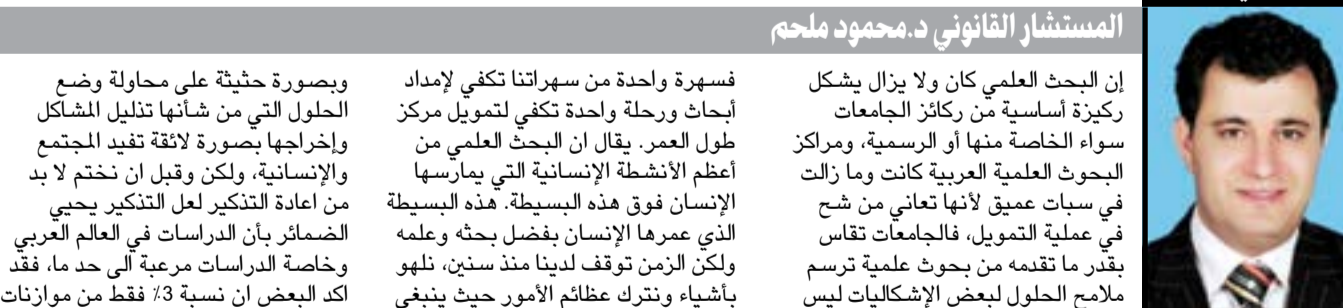 المستشار القانوني د.محمود ملحم
إن البحث العلمي كان ولا يزال يشكل
ركيزة أساسية من ركائز الجامعات
سواء الخاصة منها أو الرسمية، ومراكز
البحوث العلمية العربية كانت وما زالت
في سبات عميق لأنها تعاني من شح
في عملية التمويل، فالجامعات تقاس
بقدر ما تقدمه من بحوث علمية ترسم
ملامح الحلول لبعض الإشكاليات ليس
فسهرة واحدة من سهراتنا تكفي لإمداد
أبحاث ورحلة واحدة تكفي لتمويل مركز
طول العمر. يقال ان البحث العلمي من
أعظم الأنشطة الإنسانية التي يمارسها
الإنسان فوق هذه البسيطة. هذه البسيطة
الذي عمرها الإنسان بفضل بحثه وعلمه
ولكن الزمن توقف لدينا منذ سنين، نلهو
بأشياء ونترك عظائم الأمور حيث ينبغي
وبصورة حثيثة على محاولة وضع
الحلول التي من شأنها تذليل المشاكل
وإخراجها بصورة لائقة تفيد المجتمع
والإنسانية، ولكن وقبل ان نختم لا بد
من اعادة التذكير لعل التذكير يحيي
الضمائر بأن الدراسات في العالم العربي
وخاصة الدراسات مرعبة الى حد ما، فقد
اكد البعض ان نسبة 3٪ فقط من موازنات